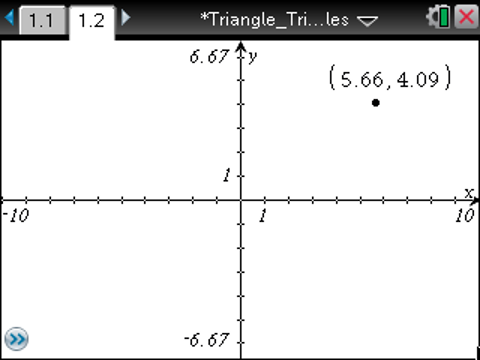 1.1 1.2 *Triangle_Tri...les
6.67 y
(5.66,4.09)
1
x
-10 1 10
-6.67